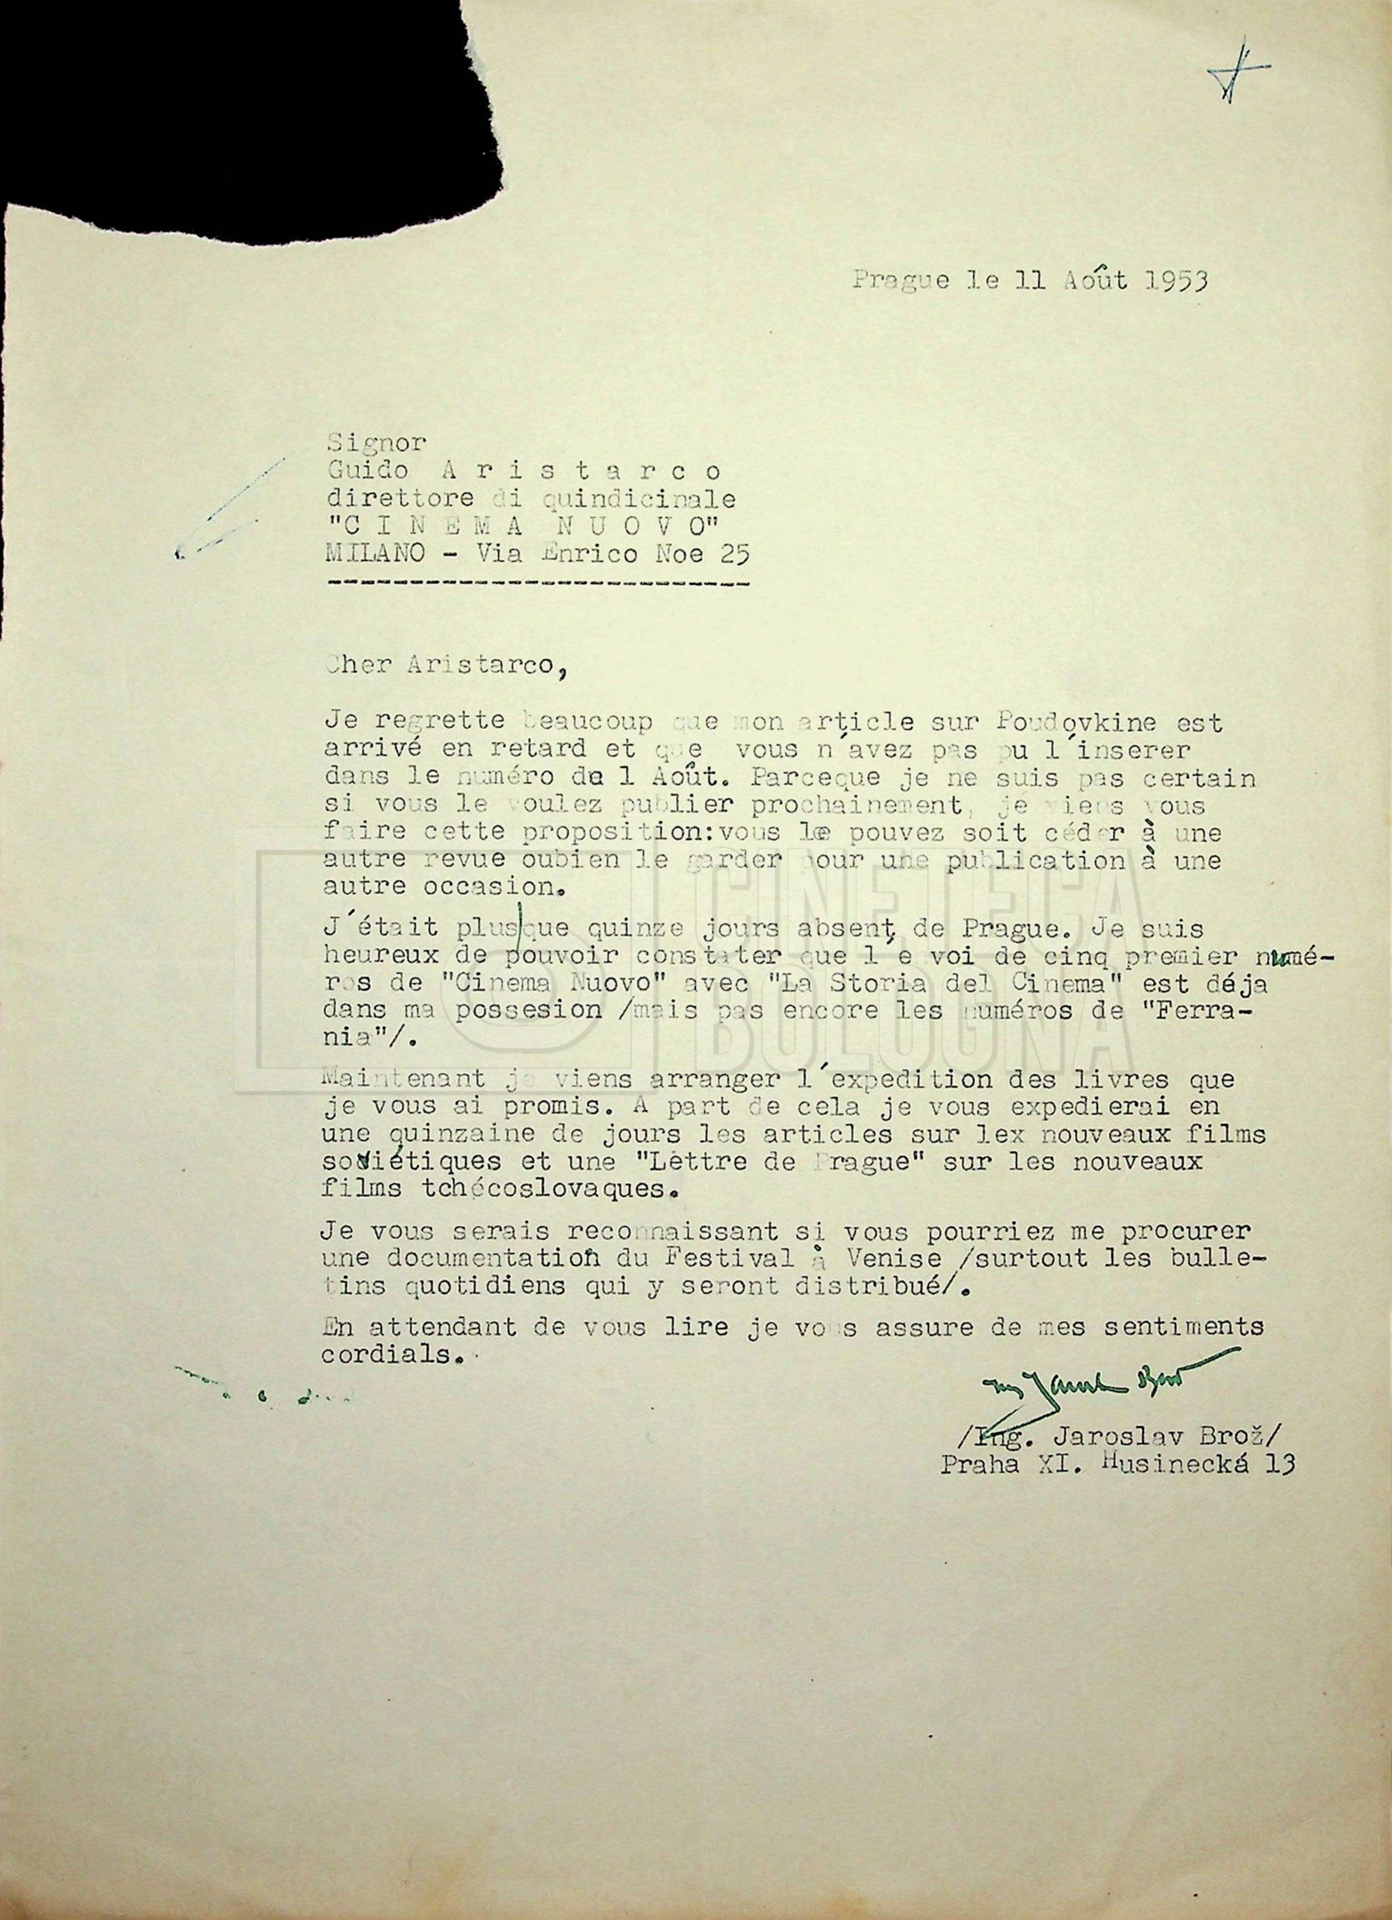 Prague le 11 Août 1953
Signor
Guido A r i s t a r c o
direttore di quindicinale
"C I N E M A  N U O V O"
MILANO - Via Enrico Noe 25
Cher Aristarco,
Je regrette beaucoup que mon article sur Poudovkine est
arrivé en retard et que vous n´avez pas pu l´inserer
dans le numéro de 1 Août. Parceque je ne suis pas certain
si vous le voulez publier prochainement, je viens vous
faire cette proposition:vous le pouvez soit céder à une
autre revue oubien le garder pour une publication à une
autre occasion.
J´était plus|que quinze jours absent de Prague. Je suis
heureux de pouvoir constater que l´e voi de cinq premier numé-
ros de "Cinema Nuovo" avec "La Storia del Cinema" est déja
dans ma possesion /mais pas encore les numéros de "Ferra-
nia"/.
Maintenant je viens arranger l´expedition des livres que
je vous ai promis. A part de cela je vous expedierai en
une quinzaine de jours les articles sur lex nouveaux films
soviétiques et une "Lettre de Prague" sur les nouveaux
films tchécoslovaques.
Je vous serais reconnaissant si vous pourriez me procurer
une documentation du Festival à Venise /surtout les bulle-
tins quotidiens qui y seront distribué/.
En attendant de vous lire je vous assure de mes sentiments
cordials.
Ing Jaroslav Brož
/Ing. Jaroslav Brož/
Praha XI. Husinecká 13
CINETECA
BOLOGNA